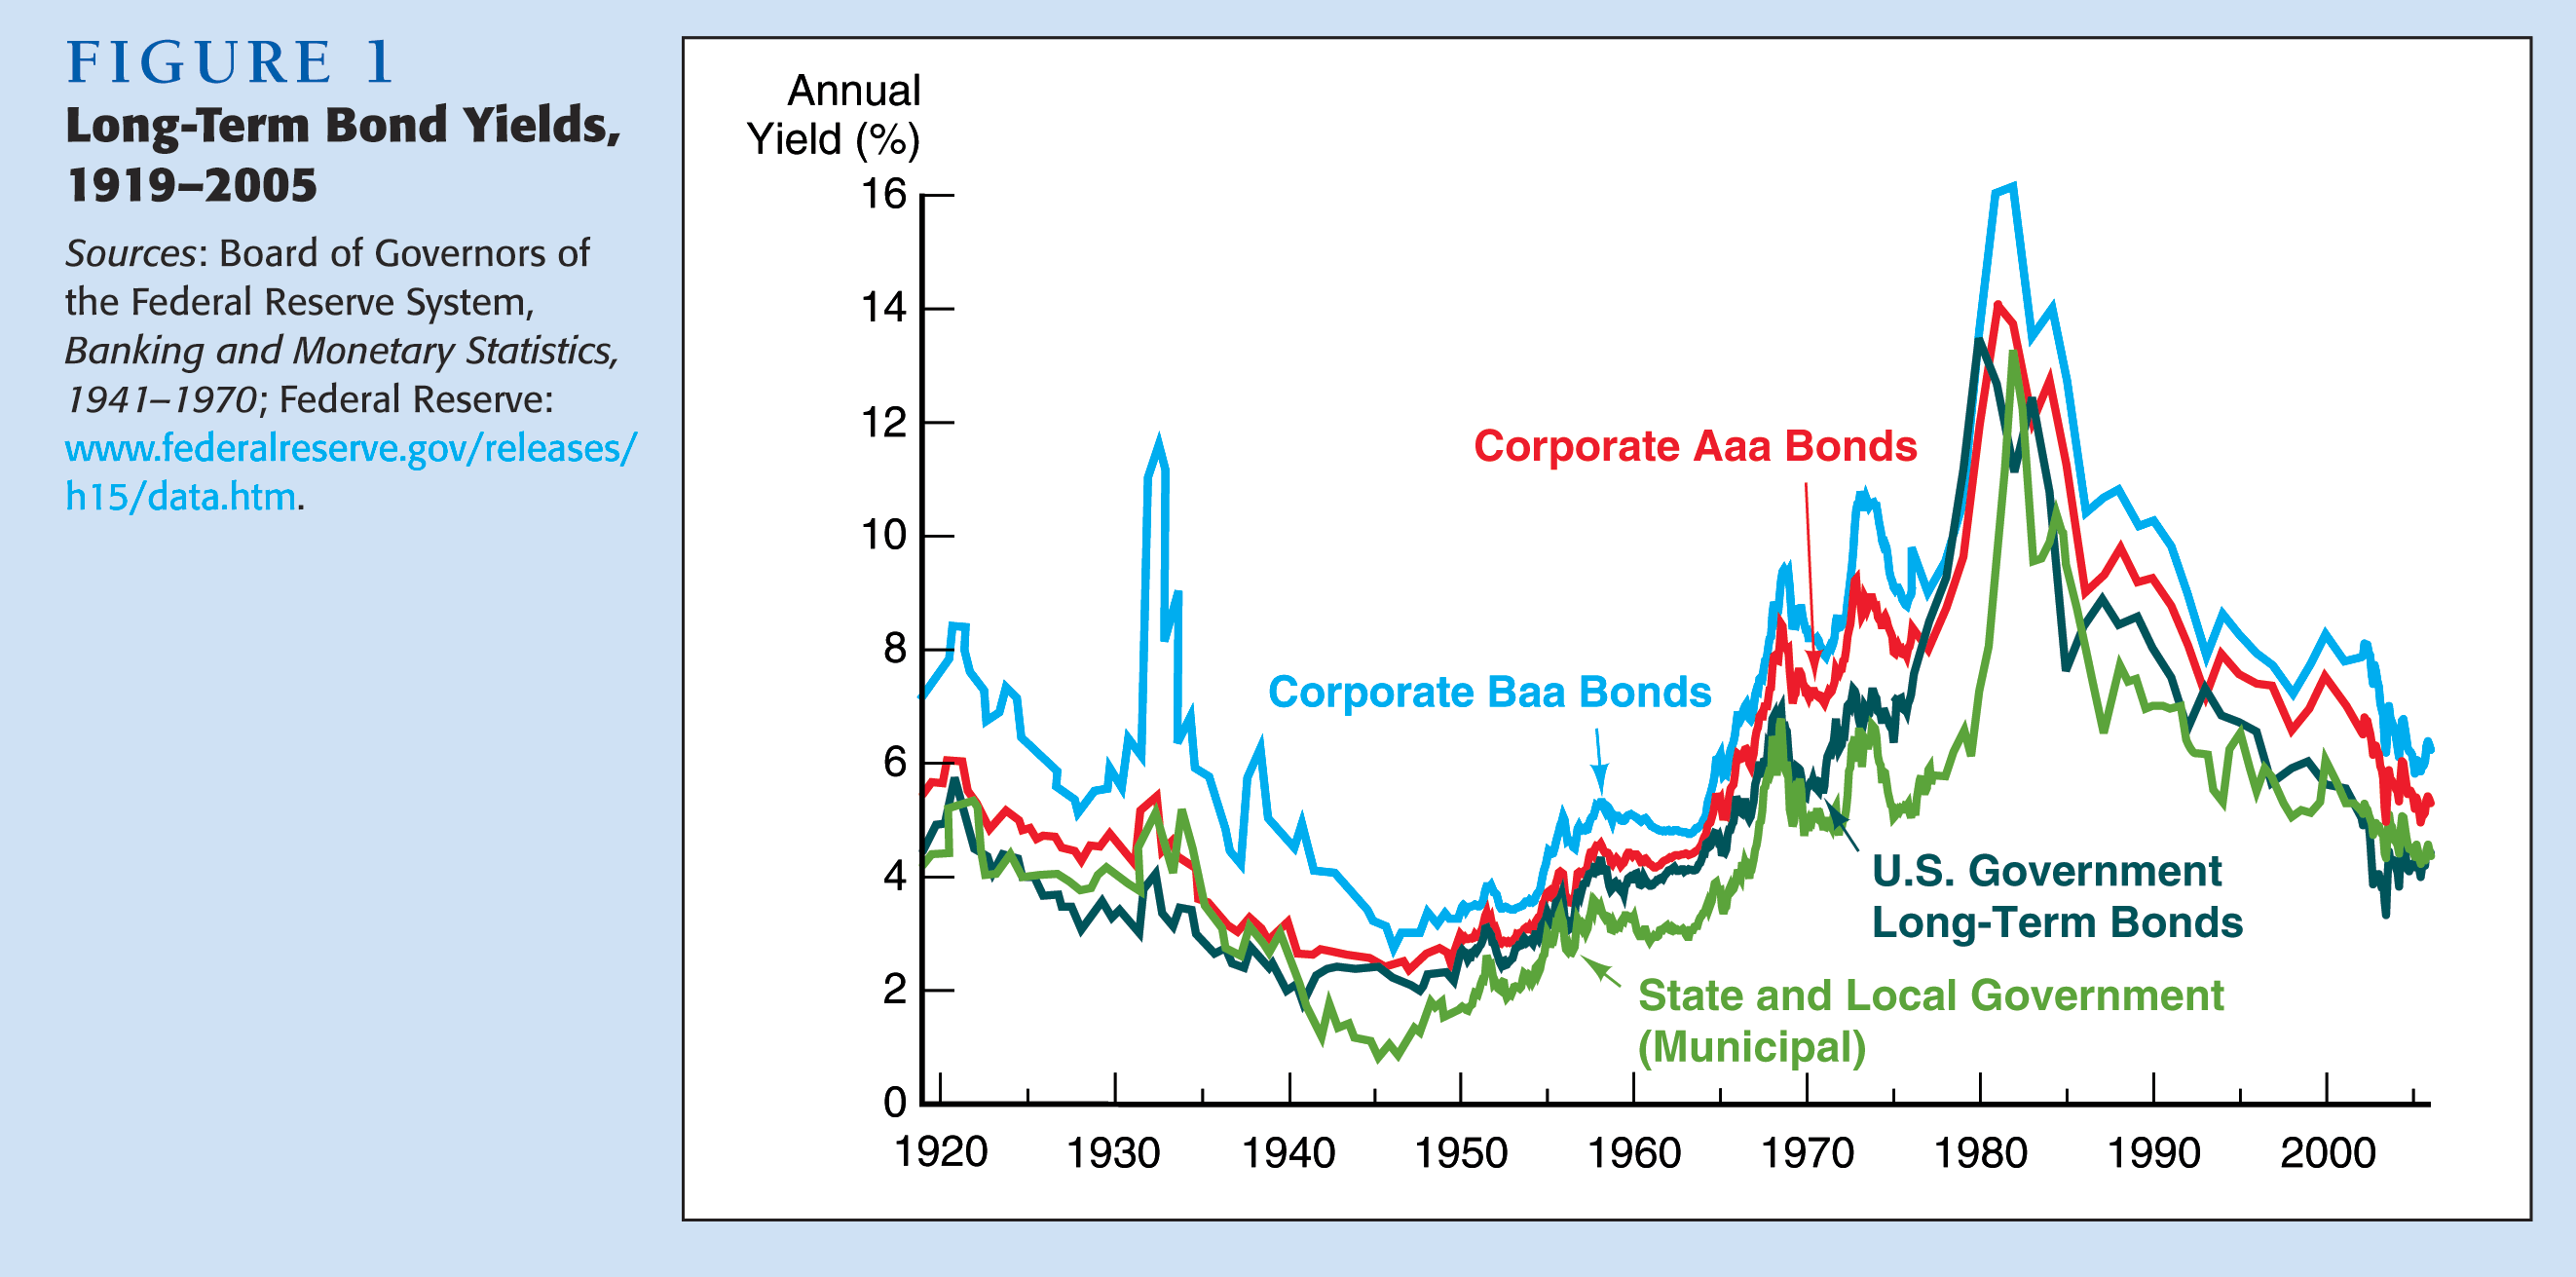 FIGURE 1
Long-Term Bond Yields,
1919–2005
Sources: Board of Governors of
the Federal Reserve System,
Banking and Monetary Statistics,
1941–1970; Federal Reserve:
www.federalreserve.gov/releases/
h15/data.htm.
Annual
Yield (%)
16
14
12
10
8
6
4
2
0
Corporate Aaa Bonds
Corporate Baa Bonds
U.S. Government
Long-Term Bonds
State and Local Government
(Municipal)
1920 1930 1940 1950 1960 1970 1980 1990 2000